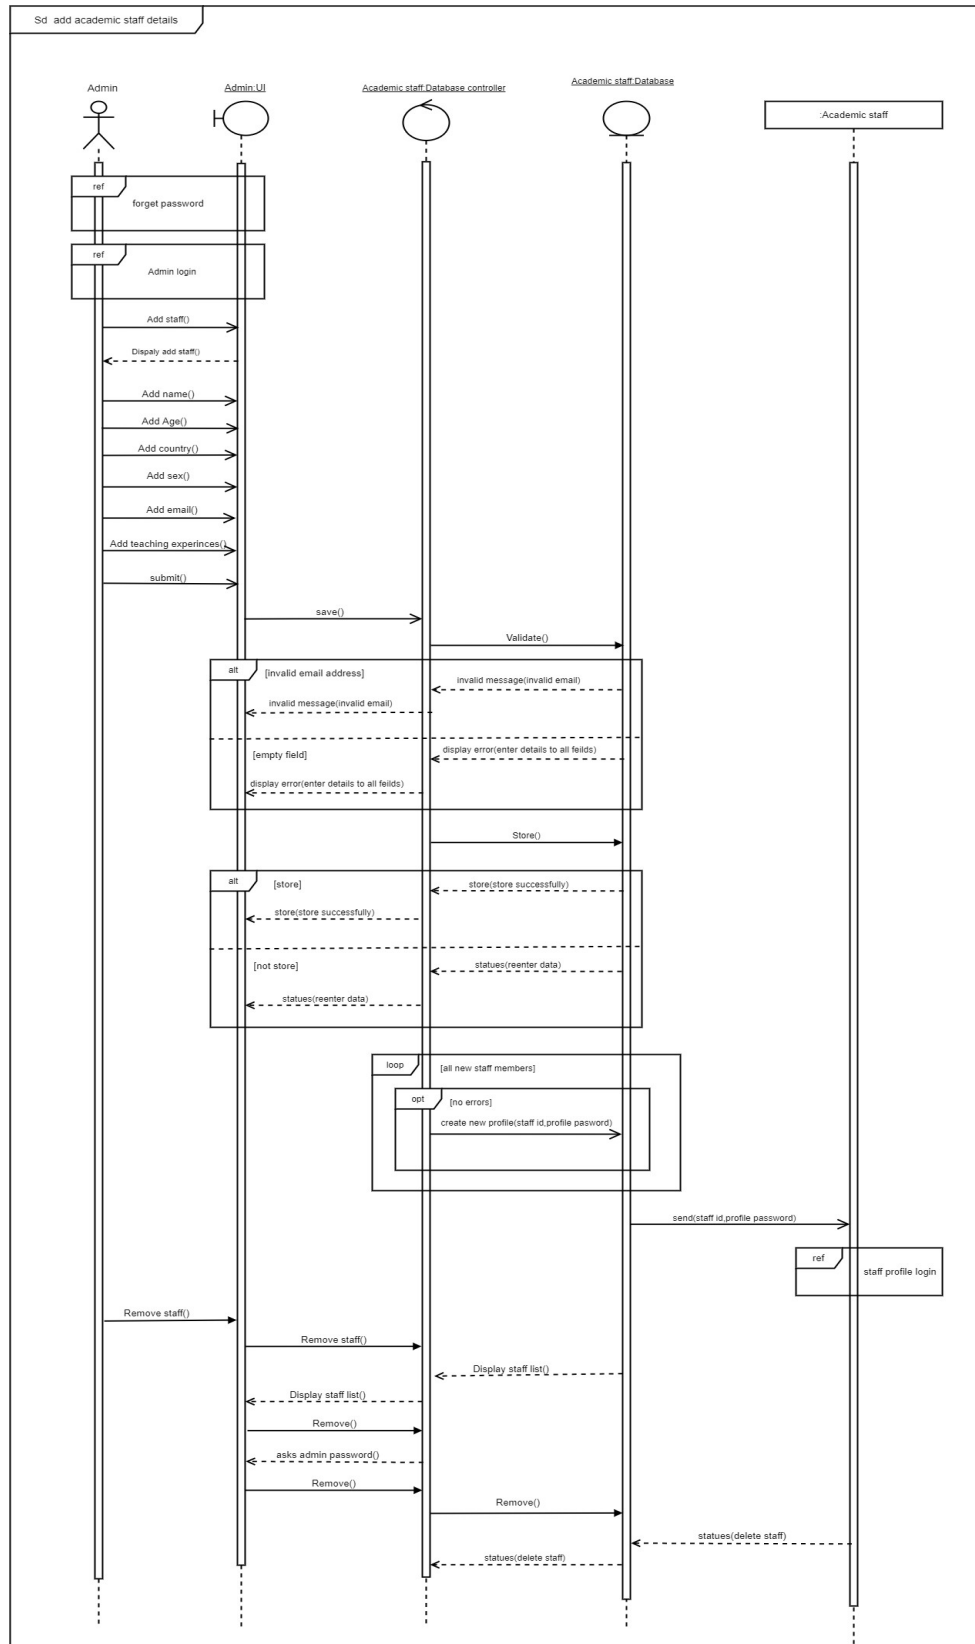 Sd add academic staff details
Academic staff:Database
Admin
Admin:UI
Academic staff:Database controller
:Academic staff
ref
forget password
ref
Admin login
Add staff()
Dispaly add staff()
Add name()
Add Age()
Add country()
Add sex()
Add email()
Add teaching experinces()
submit()
save()
Validate()
alt
[invalid email address]
invalid message(invalid email)
invalid message(invalid email)
[empty field]
display error(enter details to all feilds)
display error(enter details to all feilds)
Store()
alt
[store]
store(store successfully)
store(store successfully)
[not store]
statues(reenter data)
statues(reenter data)
loop
[all new staff members]
opt
[no errors]
create new profile(staff id,profile pasword)
send(staff id,profile password)
ref
staff profile login
Remove staff()
Remove staff()
Display staff list()
Display staff list()
Remove()
asks admin password()
Remove()
Remove()
statues(delete staff)
statues(delete staff)